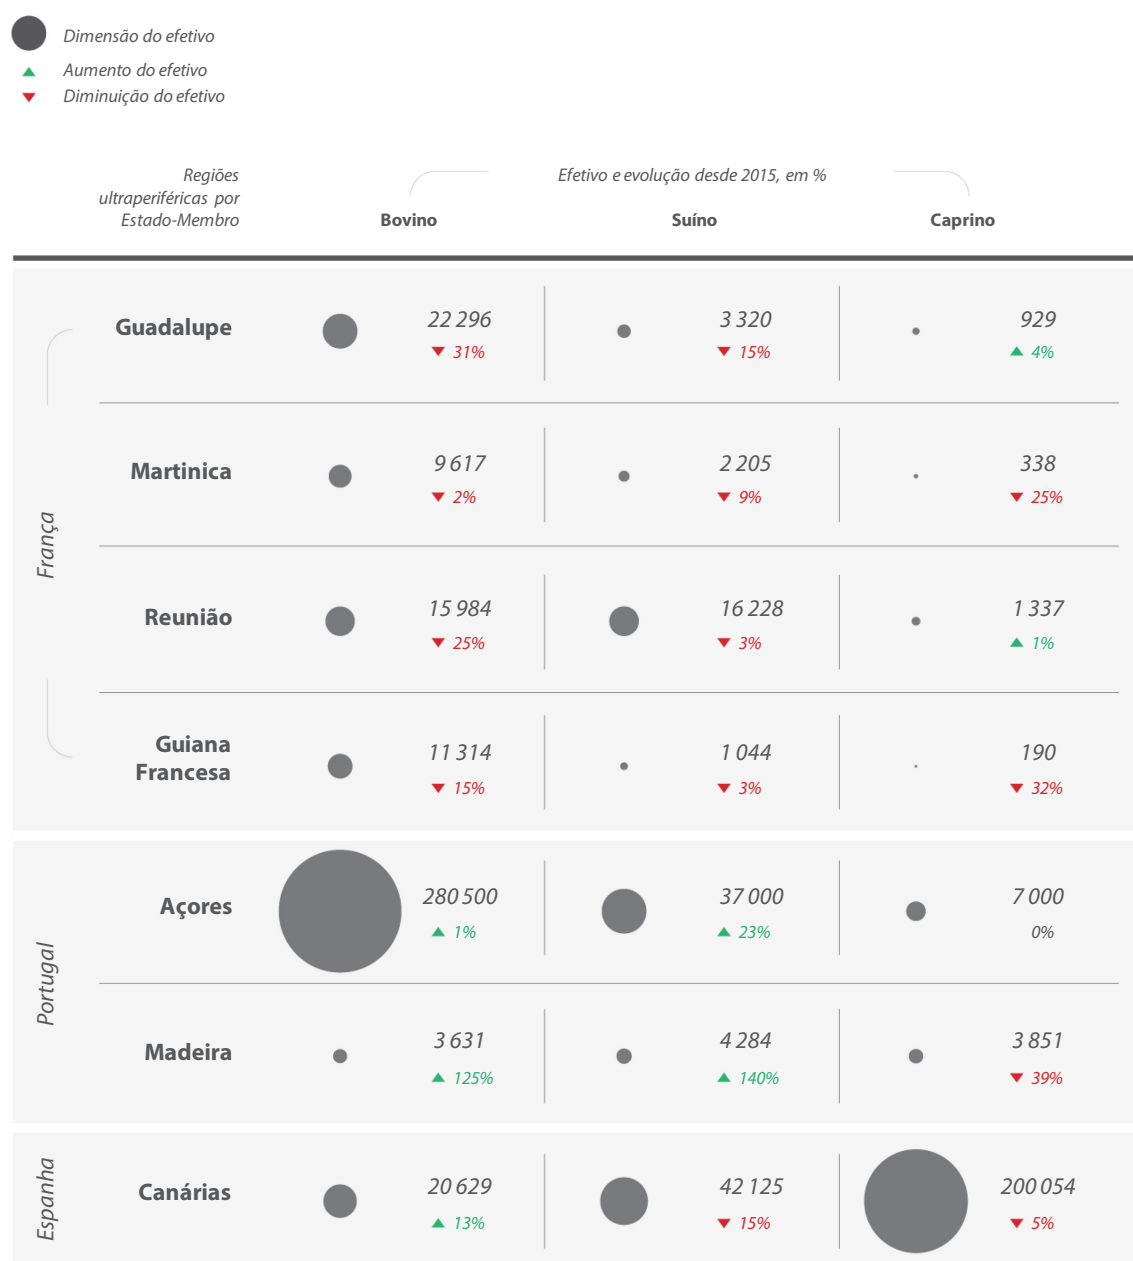 Dimensão do efetivo
Aumento do efetivo
Diminuição do efetivo
Regiões
ultraperiféricas por
Estado-Membro
Efetivo e evolução desde 2015, em %
Bovino Suíno Caprino
França
Guadalupe 22 296 3 320 929
31% 15% 4%
Martinica 9 617 2 205 338
2% 9% 25%
Reunião 15 984 16 228 1 337
25% 3% 1%
Guiana
Francesa 11 314 1 044 190
15% 3% 32%
Portugal
Açores 280 500 37 000 7 000
1% 23% 0%
Madeira 3 631 4 284 3 851
125% 140% 39%
Espanha
Canárias 20 629 42 125 200 054
13% 15% 5%